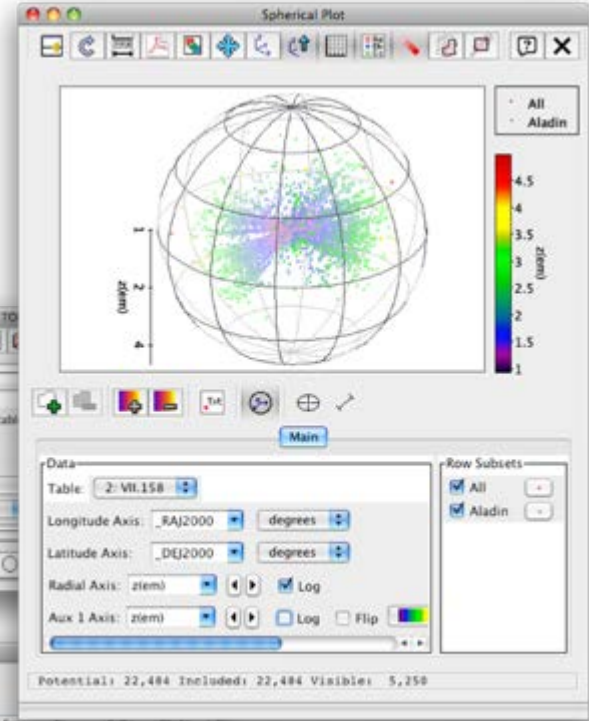 Spherical Plot
All
Aladin
4.5
4
3.5
3
2.5
2
1.5
1
z(em)
1
2
4
z(em)
Txt
Main
Data
Table: 2: VII.158
Longitude Axis: _RAJ2000 degrees
Latitude Axis: _DEJ2000 degrees
Radial Axis: z(em) Log
Aux 1 Axis: z(em) Log Flip
Row Subsets
All
Aladin
Potential: 22,484 Included: 22,484 Visible: 5,250